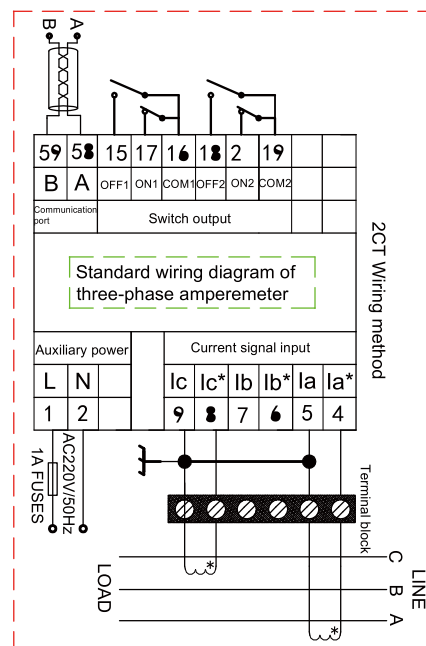 B A
59 58 15 17 16 18 2 19
B A OFF1 ON1 COM1 OFF2 ON2 COM2
Communication port
Switch output
Standard wiring diagram of
three-phase amperemeter
2CT Wiring method
Auxiliary power
Current signal input
L N Ic Ic* Ib Ib* Ia Ia*
1 2 9 8 7 6 5 4
1A FUSES
AC220V/50Hz
Terminal block
*
*
LOAD
C
B
A
LINE